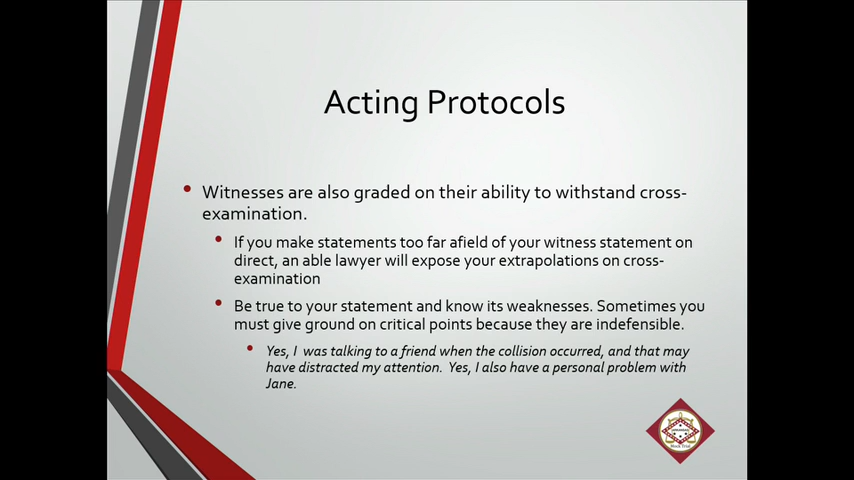 Acting Protocols
• Witnesses are also graded on their ability to withstand cross-
examination.
• If you make statements too far afield of your witness statement on
direct, an able lawyer will expose your extrapolations on cross-
examination
• Be true to your statement and know its weaknesses. Sometimes you
must give ground on critical points because they are indefensible.
• Yes, I was talking to a friend when the collision occurred, and that may
have distracted my attention. Yes, I also have a personal problem with
Jane.
ARKANSAS
Mock Trial